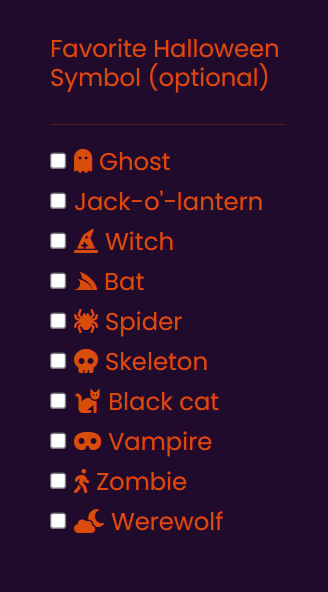 Favorite Halloween
Symbol (optional)
Ghost
Jack-o'-lantern
Witch
Bat
Spider
Skeleton
Black cat
Vampire
Zombie
Werewolf